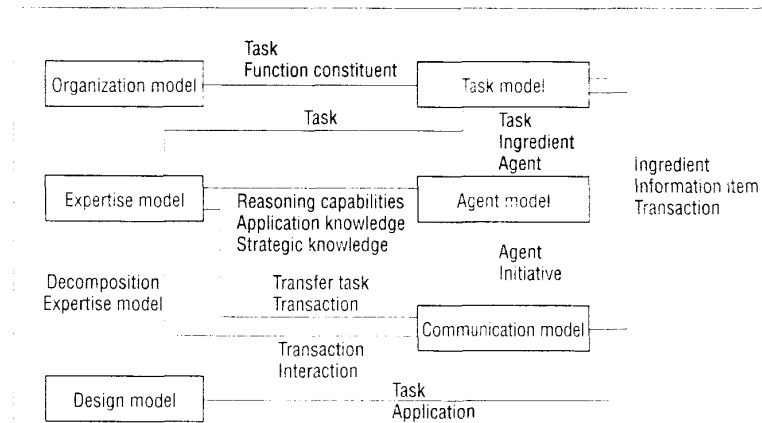 Task
Function constituent
Organization model
Task model
Task
Task
Ingredient
Agent
Ingredient
Information item
Transaction
Expertise model
Reasoning capabilities
Application knowledge
Strategic knowledge
Agent model
Agent
Initiative
Decomposition
Expertise model
Transfer task
Transaction
Communication model
Transaction
Interaction
Design model
Task
Application